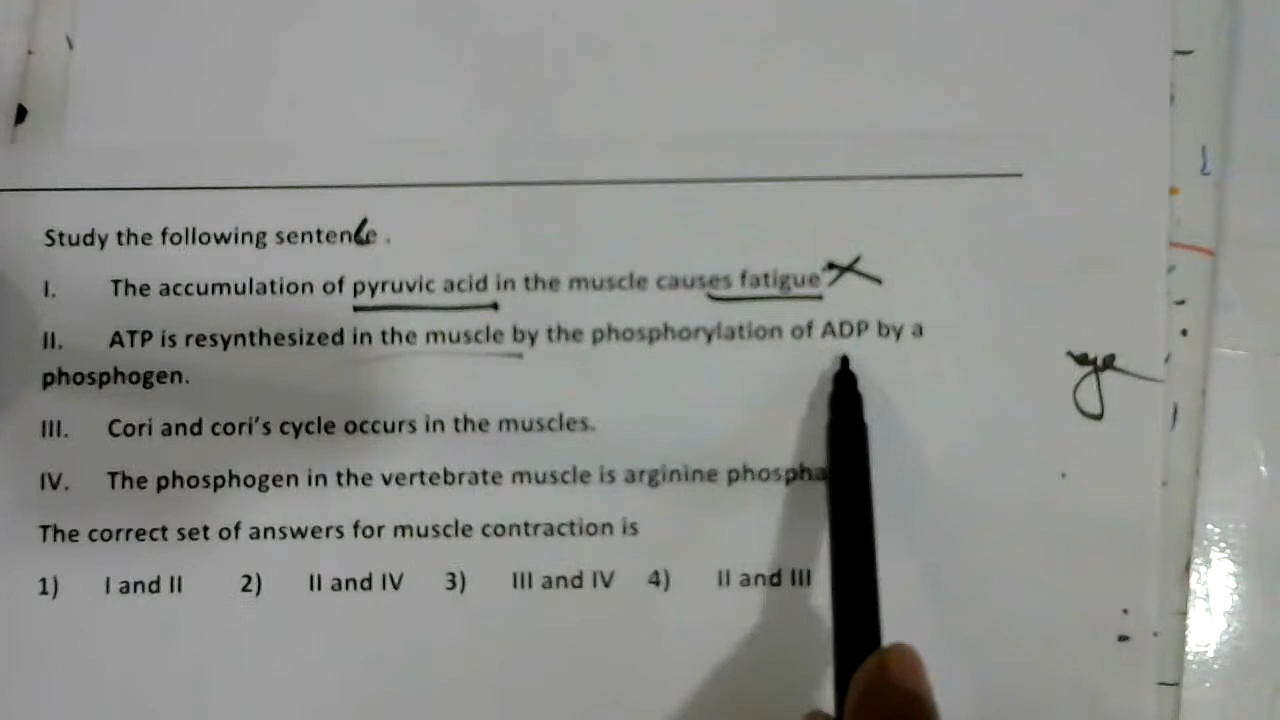 Study the following sentence .
I. The accumulation of pyruvic acid in the muscle causes fatigue
II. ATP is resynthesized in the muscle by the phosphorylation of ADP by a
phosphogen.
III. Cori and cori's cycle occurs in the muscles.
IV. The phosphogen in the vertebrate muscle is arginine
The correct set of answers for muscle contraction is
1) I and II 2) II and IV 3) III and IV 4) II and III